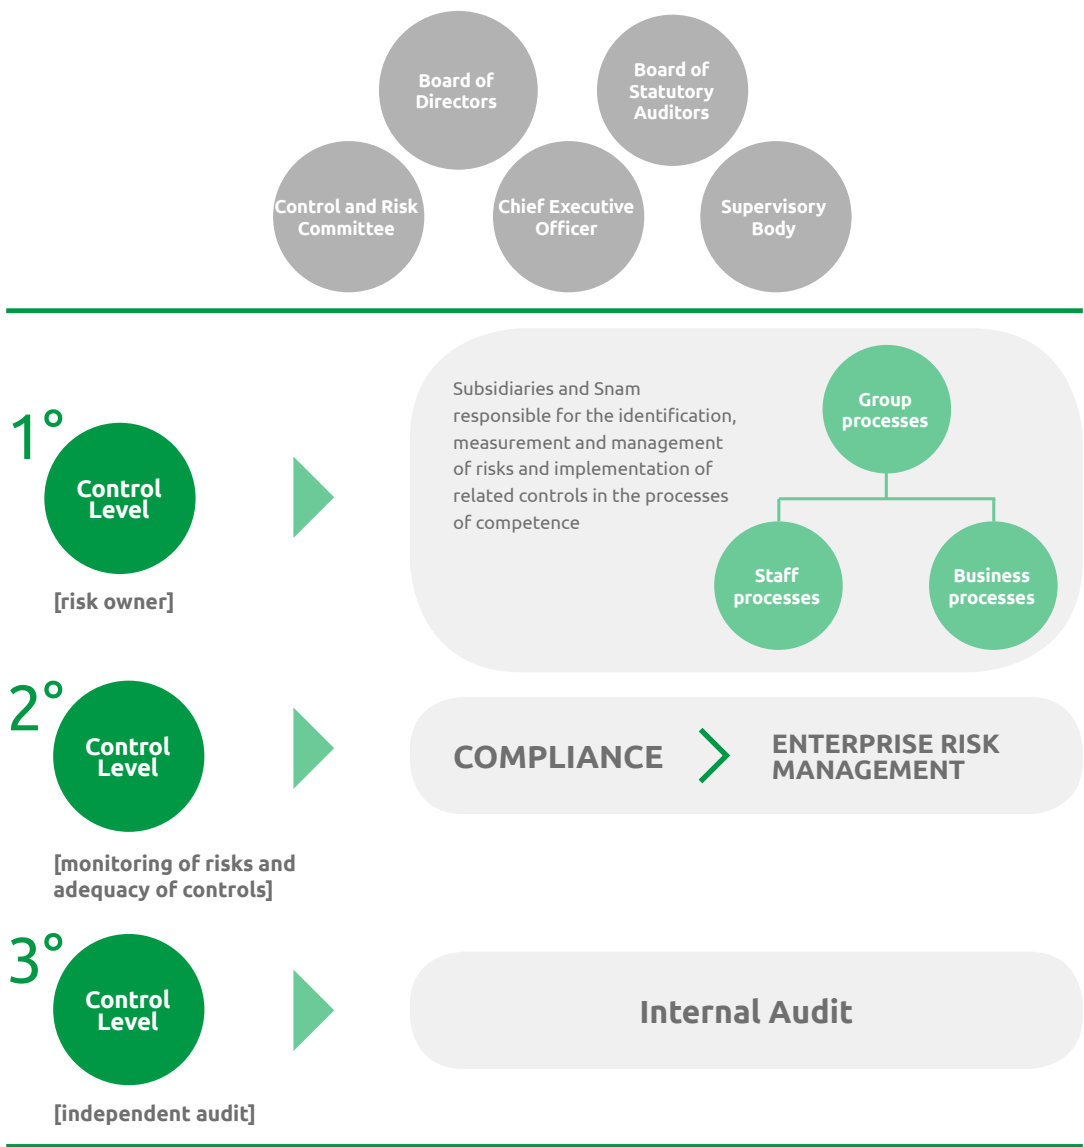 Board of
Directors
Board of
Statutory
Auditors
Control and Risk
Committee
Chief Executive
Officer
Supervisory
Body
1°
Control
Level
[risk owner]
Subsidiaries and Snam
responsible for the identification,
measurement and management
of risks and implementation of
related controls in the processes
of competence
Group
processes
Staff
processes
Business
processes
2°
Control
Level
[monitoring of risks and
adequacy of controls]
COMPLIANCE
ENTERPRISE RISK
MANAGEMENT
3°
Control
Level
[independent audit]
Internal Audit